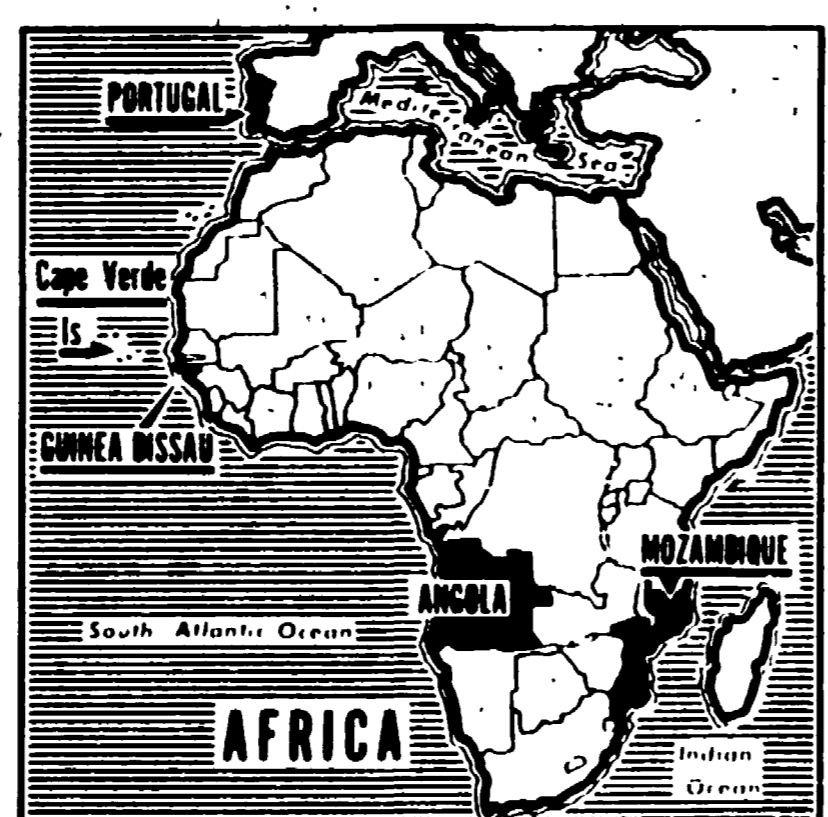 PORTUGAL
Mediterranean Sea
Cape Verde
Is
GUINEA BISSAU
MOZAMBIQUE
ANGOLA
South Atlantic Ocean
AFRICA
Indian
Ocean